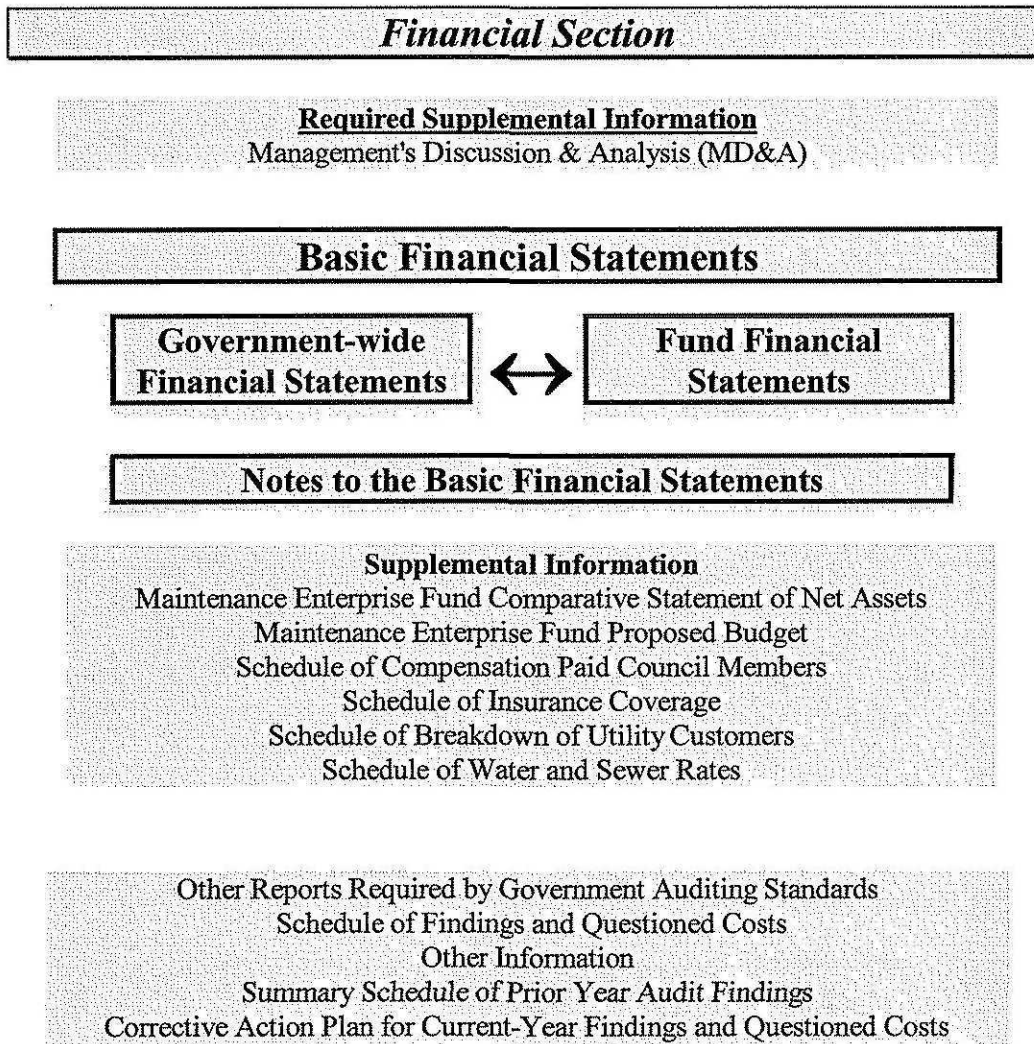 Financial Section
Required Supplemental Information
Management's Discussion & Analysis (MD&A)
Basic Financial Statements
Government-wide
Financial Statements
Fund Financial
Statements
Notes to the Basic Financial Statements
Supplemental Information
Maintenance Enterprise Fund Comparative Statement of Net Assets
Maintenance Enterprise Fund Proposed Budget
Schedule of Compensation Paid Council Members
Schedule of Insurance Coverage
Schedule of Breakdown of Utility Customers
Schedule of Water and Sewer Rates
Other Reports Required by Government Auditing Standards
Schedule of Findings and Questioned Costs
Other Information
Summary Schedule of Prior Year Audit Findings
Corrective Action Plan for Current-Year Findings and Questioned Costs